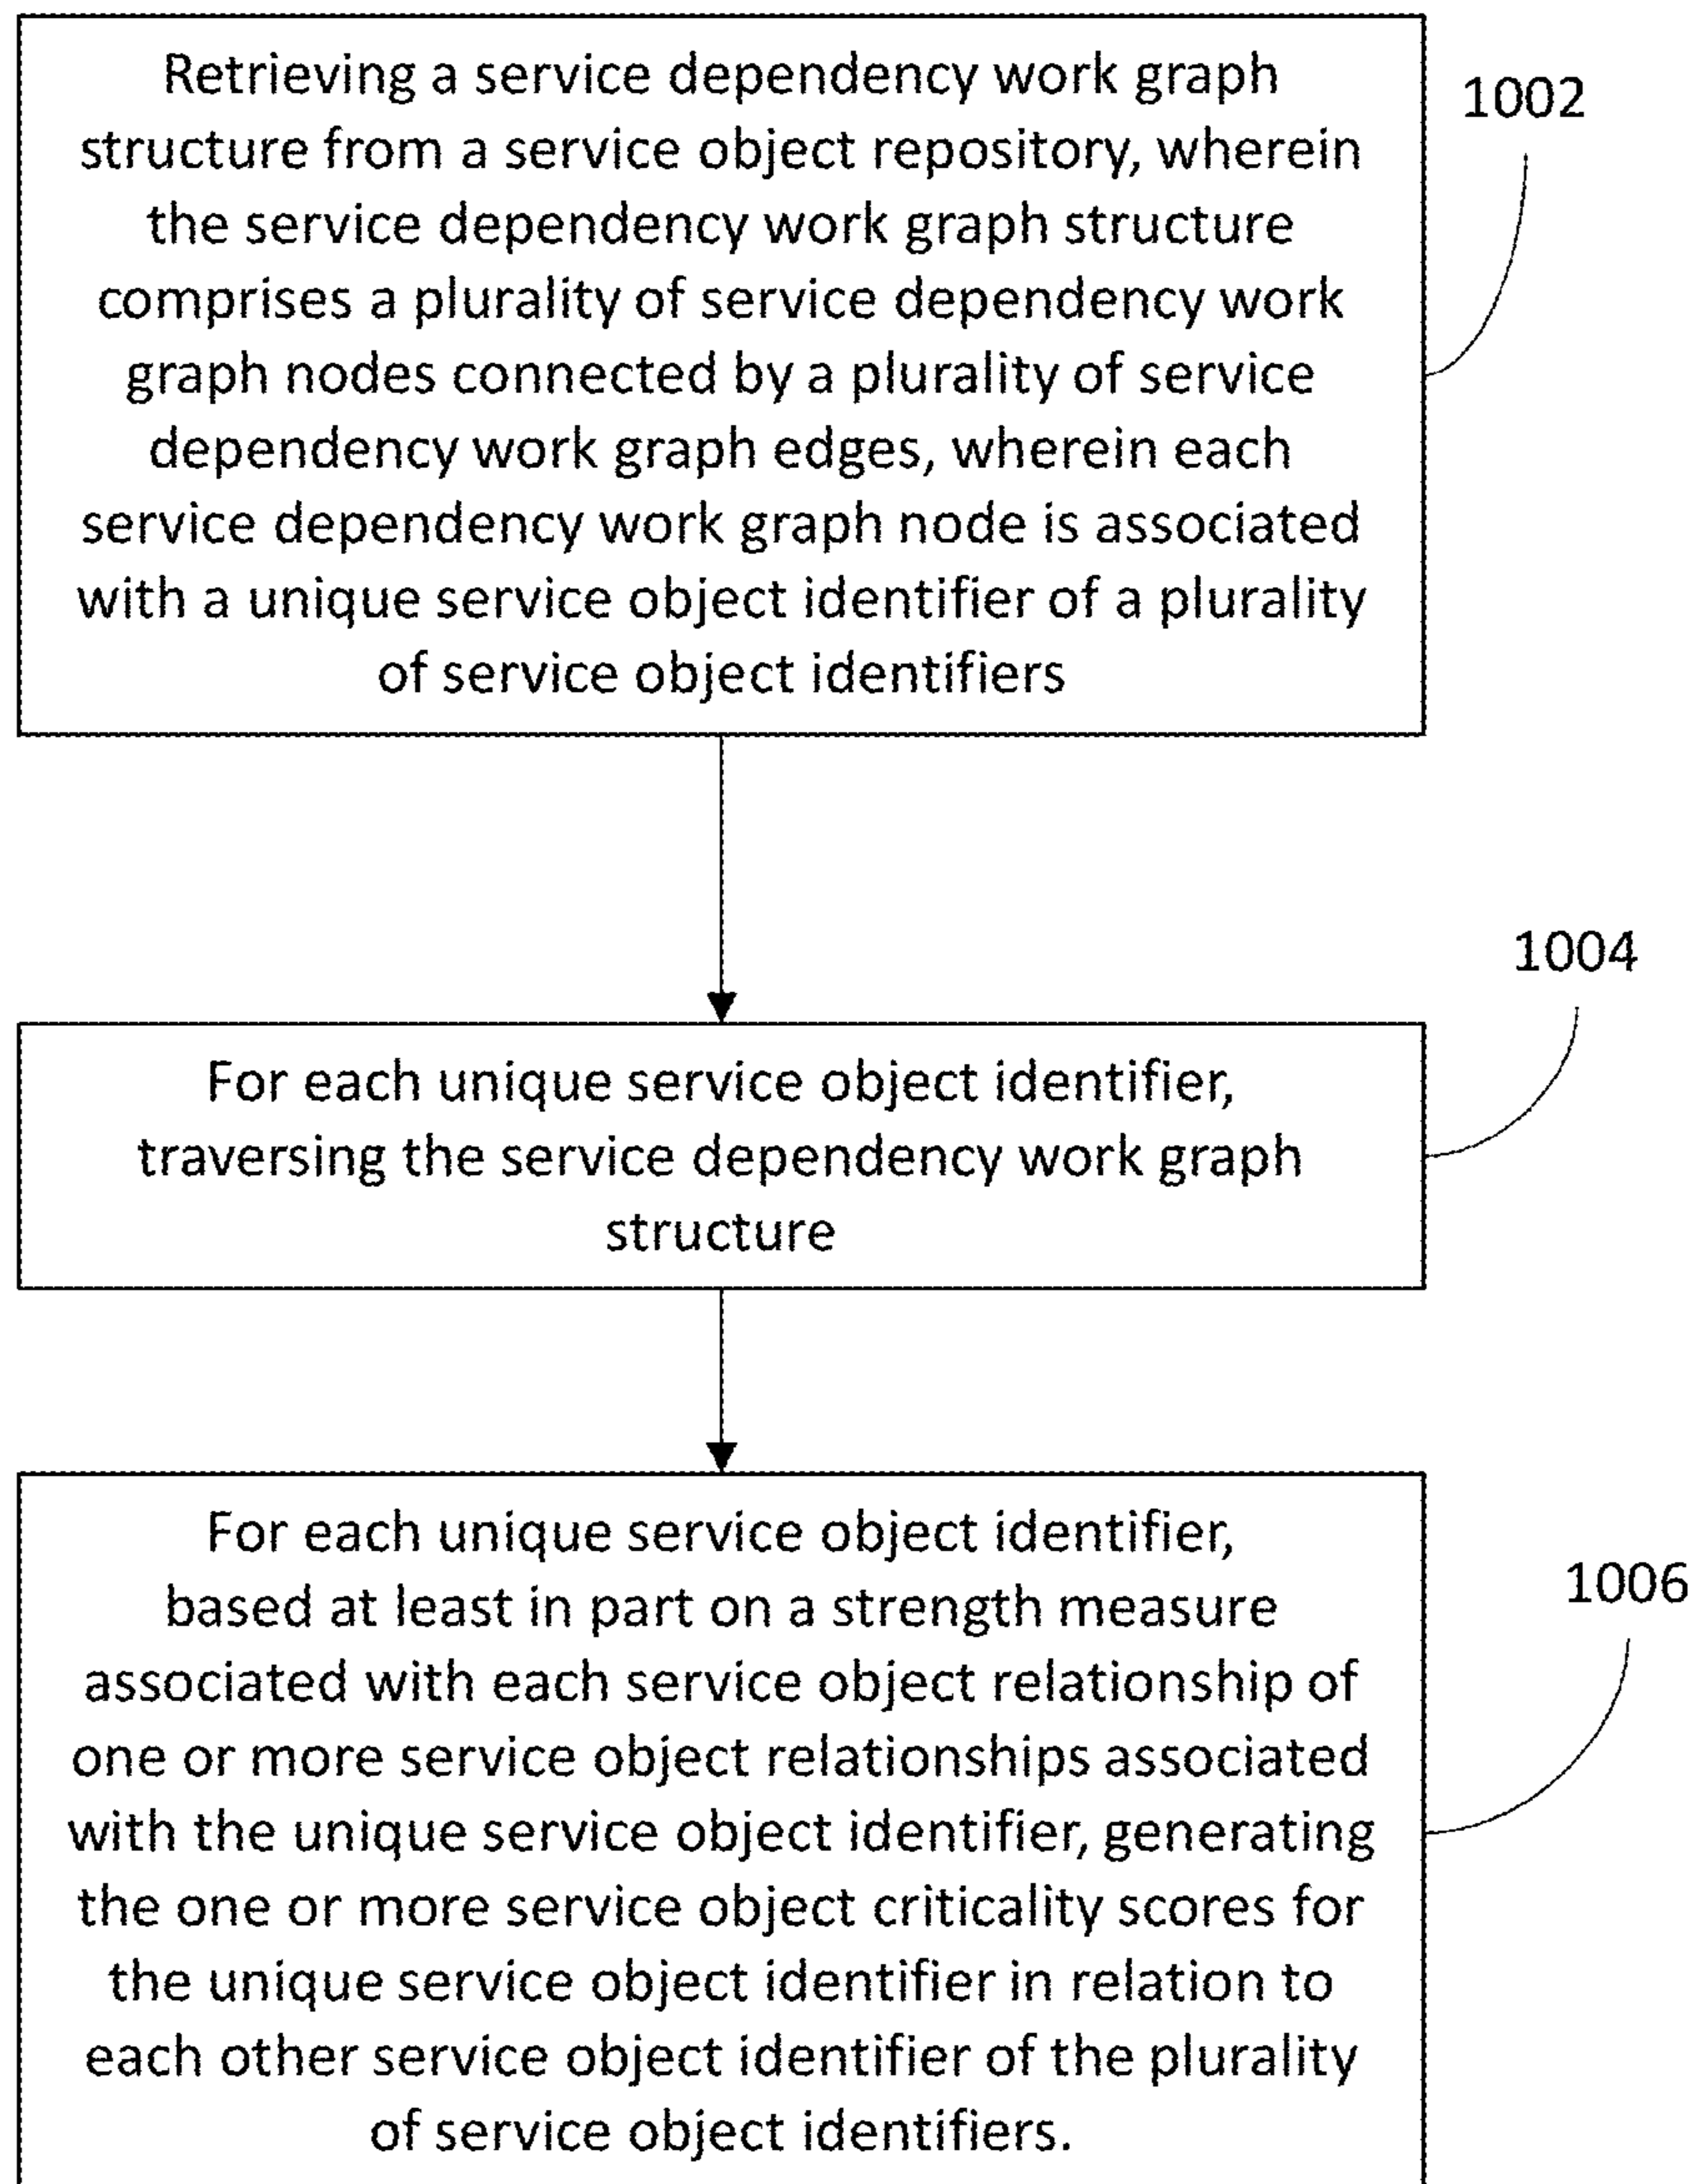 Retrieving a service dependency work graph
structure from a service object repository, wherein
the service dependency work graph structure
comprises a plurality of service dependency work
graph nodes connected by a plurality of service
dependency work graph edges, wherein each
service dependency work graph node is associated
with a unique service object identifier of a plurality
of service object identifiers
1002
For each unique service object identifier,
traversing the service dependency work graph
structure
1004
For each unique service object identifier,
based at least in part on a strength measure
associated with each service object relationship of
one or more service object relationships associated
with the unique service object identifier, generating
the one or more service object criticality scores for
the unique service object identifier in relation to
each other service object identifier of the plurality
of service object identifiers.
1006